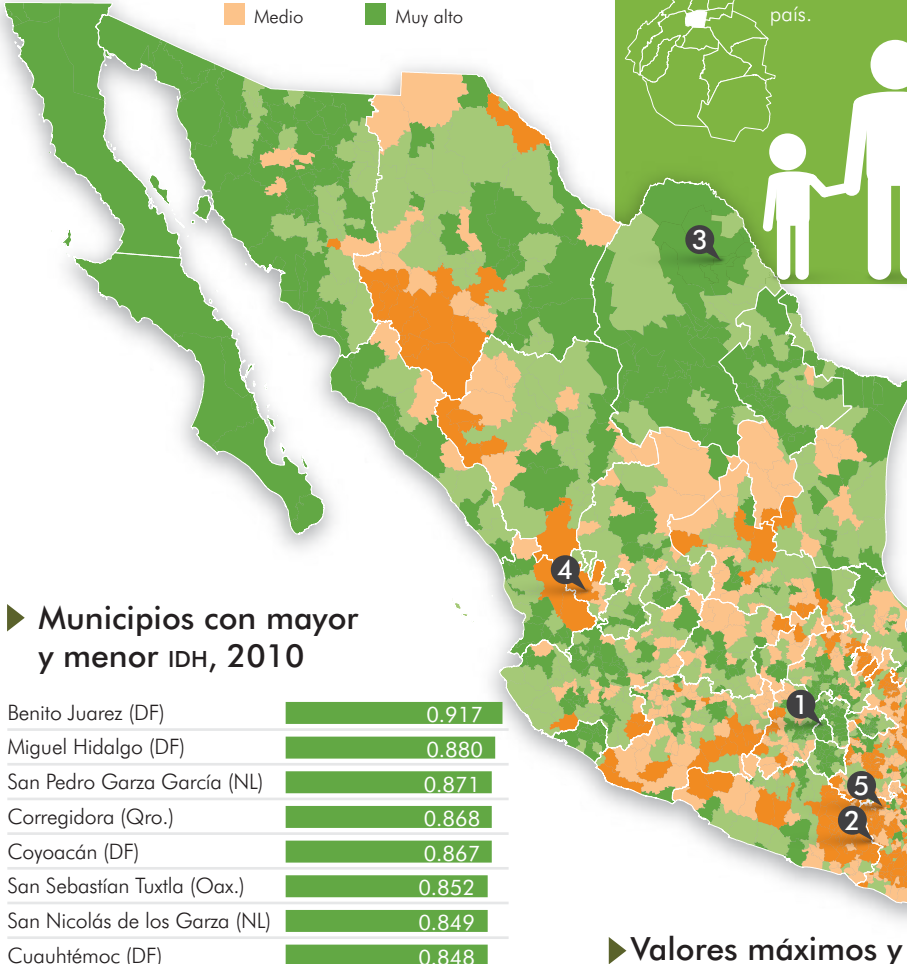 Medio
Muy alto
país.
3
4
1
5
2
Municipios con mayor
y menor IDH, 2010
Benito Juarez (DF) 0.917
Miguel Hidalgo (DF) 0.880
San Pedro Garza García (NL) 0.871
Corregidora (Qro.) 0.868
Coyoacán (DF) 0.867
San Sebastían Tuxtla (Oax.) 0.852
San Nicolás de los Garza (NL) 0.849
Cuauhtémoc (DF) 0.848
Valores máximos y